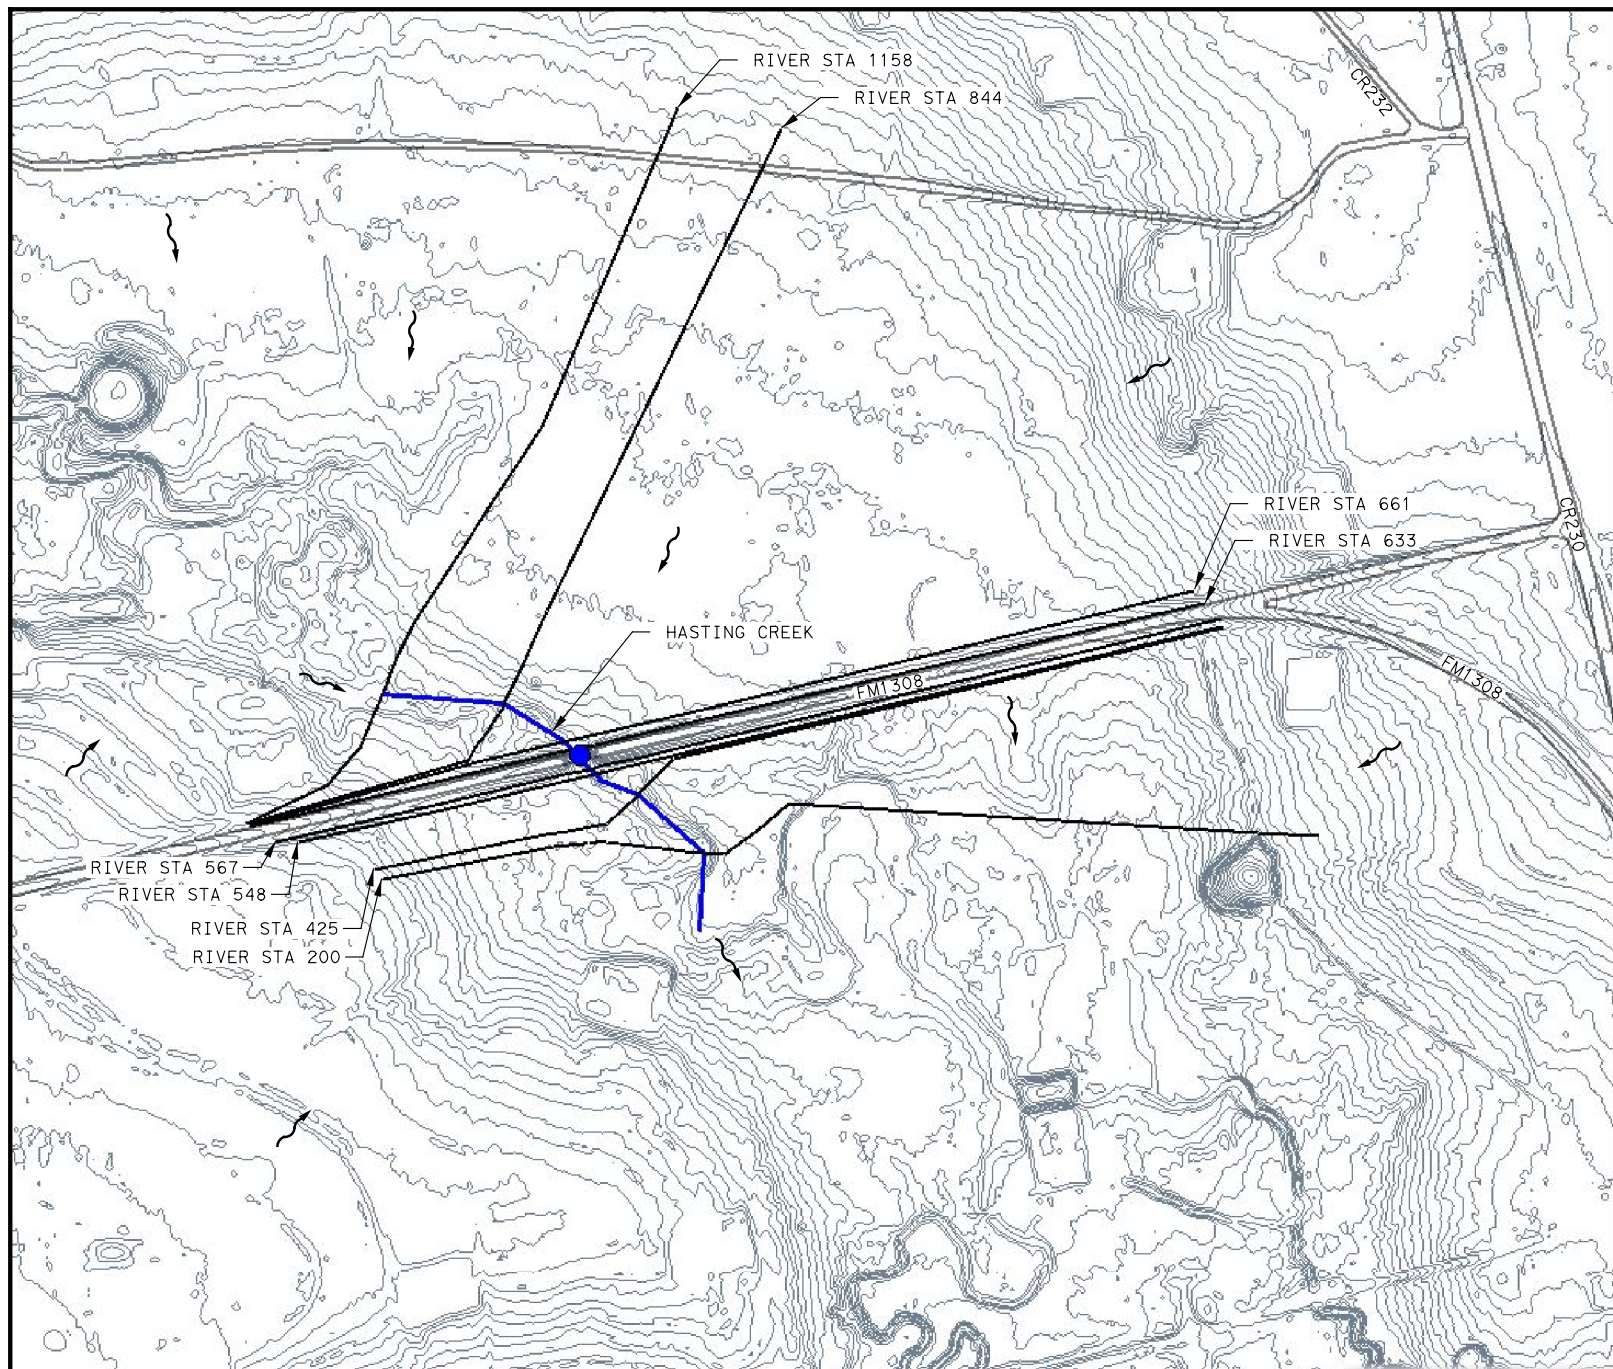 RIVER STA 1158
RIVER STA 844
CR232
RIVER STA 661
RIVER STA 633
CR230
HASTING CREEK
FM1308
FM1308
RIVER STA 567
RIVER STA 548
RIVER STA 425
RIVER STA 200